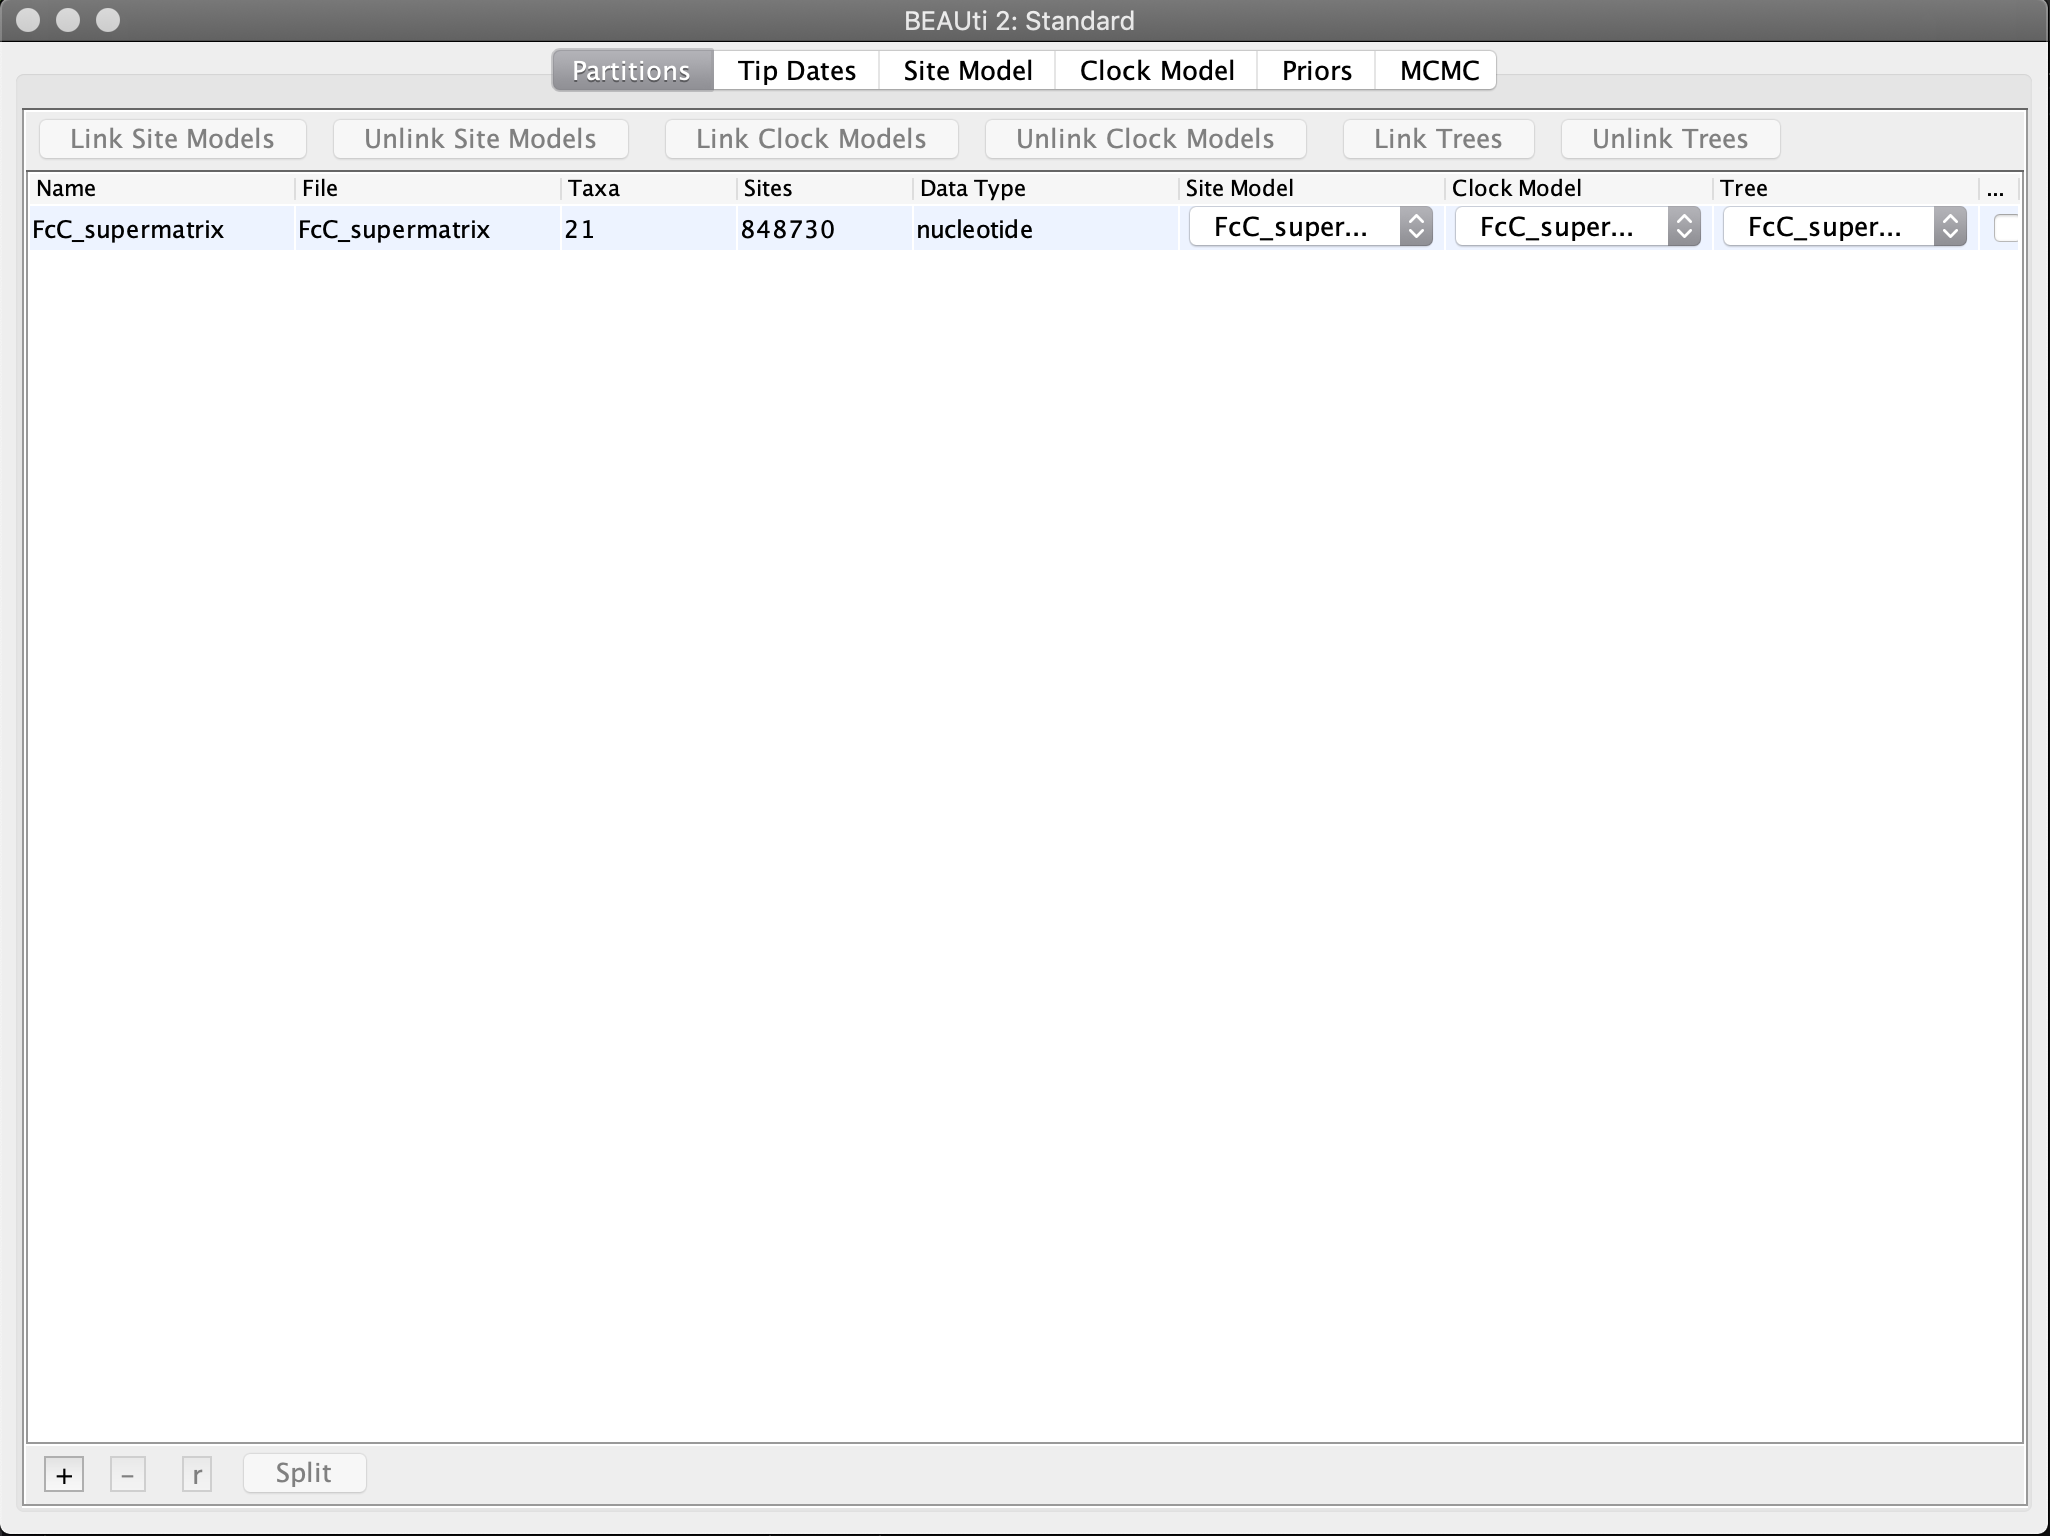 BEAUti 2: Standard
Partitions Tip Dates Site Model Clock Model Priors MCMC
Link Site Models Unlink Site Models Link Clock Models Unlink Clock Models Link Trees Unlink Trees
Name File Taxa Sites Data Type Site Model Clock Model Tree ...
FcC_supermatrix FcC_supermatrix 21 848730 nucleotide FcC_super... FcC_super... FcC_super...
+ - r Split